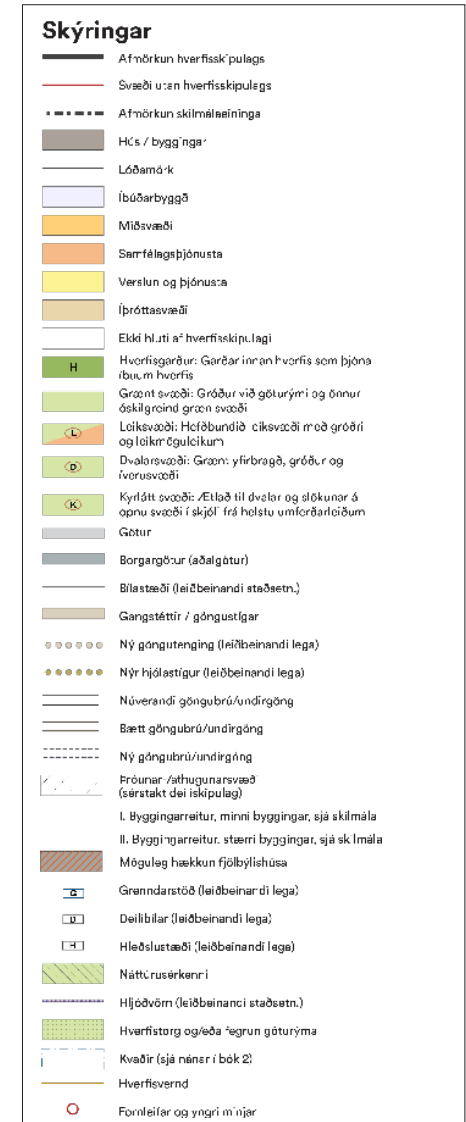 Skýringar
Afmörkun hverfisskipulags
Svæði utan hverfisskipulags
Afmörkun skilmálaeininga
Hús / byggingar
Lóðamörk
Íbúðarbyggð
Miðsvæði
Samfélagsþjónusta
Verslun og þjónusta
Íþróttasvæði
Ekki hluti af hverfisskipulagi
H
Hverfisgarður: Garðar innan hverfis sem þjóna
íbúum hverfis
Grænt svæði: Gróður við göturými og önnur
óskilgreind græn svæði
L
Leiksvæði: Hefðbundið leiksvæði með gróðri
og leikmöguleikum
D
Dvalarsvæði: Grænt yfirbragð, gróður og
íverusvæði
K
Kyrlátt svæði: Ætlað til dvalar og slökunar á
opnu svæði í skjóli frá helstu umferðarleiðum
Götur
Borgargötur (aðalgötur)
Bílastæði (leiðbeinandi staðsetn.)
Gangstéttir / göngustígar
Ný göngutenging (leiðbeinandi lega)
Nýr hjólastígur (leiðbeinandi lega)
Núverandi göngubrú/undirgöng
Bætt göngubrú/undirgöng
Ný göngubrú/undirgöng
Þróunar-/athugunarsvæði
(sérstakt deiliskipulag)
I. Byggingarreitur, minni byggingar, sjá skilmála
II. Byggingarreitur, stærri byggingar, sjá skilmála
Möguleg hækkun fjölbýlishúsa
G
Grenndarstöð (leiðbeinandi lega)
D
Deilibílar (leiðbeinandi lega)
H
Hleðslustæði (leiðbeinandi lega)
Náttúrusérkenni
Hljóðvörn (leiðbeinandi staðsetn.)
Hverfistorg og/eða fegrun göturýma
Kvaðir (sjá nánar í bók 2)
Hverfisvernd
Fornleifar og yngri minjar